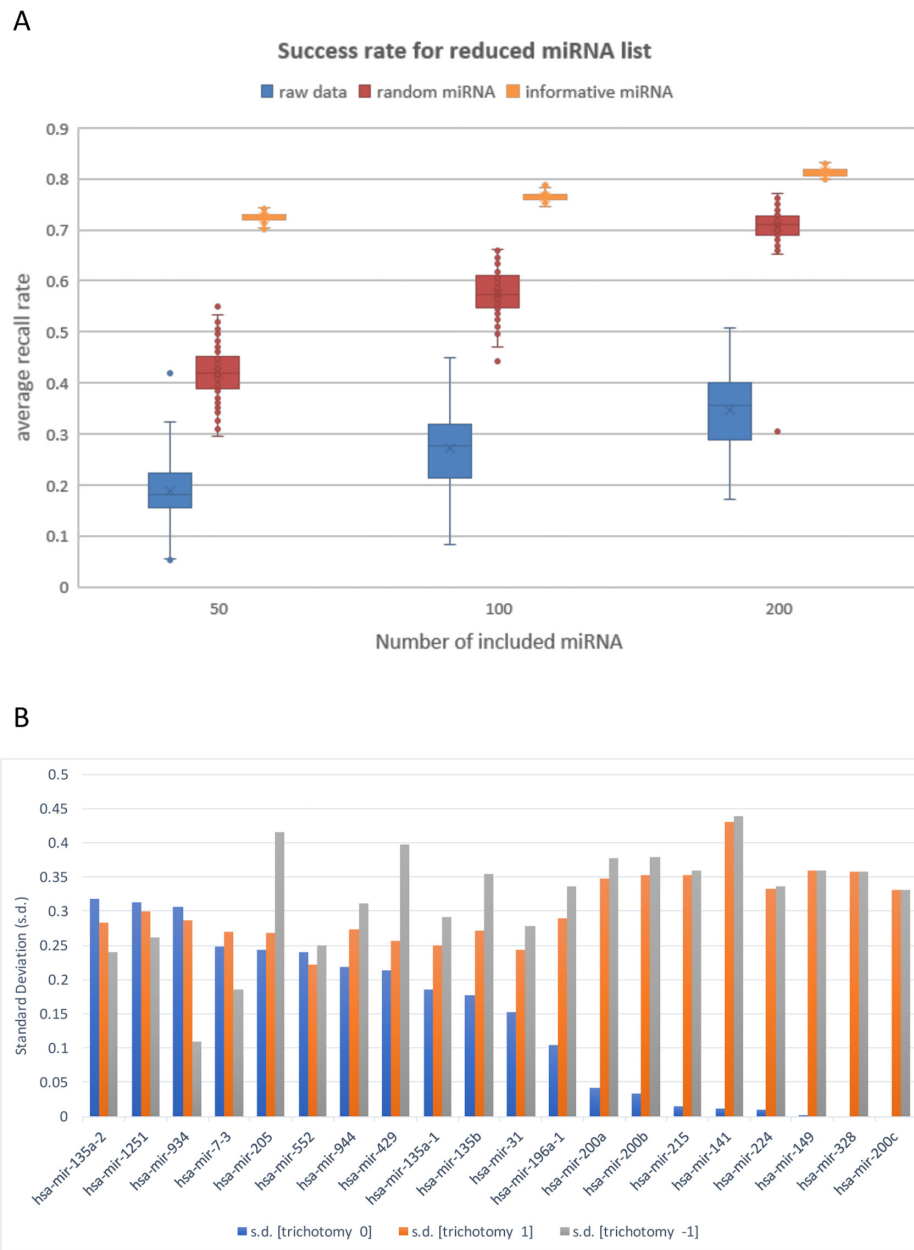 A
Success rate for reduced miRNA list
raw data random miRNA informative miRNA
0.9
0.8
0.7
0.6
0.5
0.4
0.3
0.2
0.1
0
average recall rate
50 100 200
Number of included miRNA
B
0.5
0.45
0.4
0.35
0.3
0.25
0.2
0.15
0.1
0.05
0
Standard Deviation (s.d.)
hsa-mir-135a-2
hsa-mir-1251
hsa-mir-934
hsa-mir-7-3
hsa-mir-205
hsa-mir-552
hsa-mir-944
hsa-mir-429
hsa-mir-135a-1
hsa-mir-135b
hsa-mir-31
hsa-mir-196a-1
hsa-mir-200a
hsa-mir-200b
hsa-mir-215
hsa-mir-141
hsa-mir-224
hsa-mir-149
hsa-mir-328
hsa-mir-200c
s.d. [trichotomy 0] s.d. [trichotomy 1] s.d. [trichotomy -1]